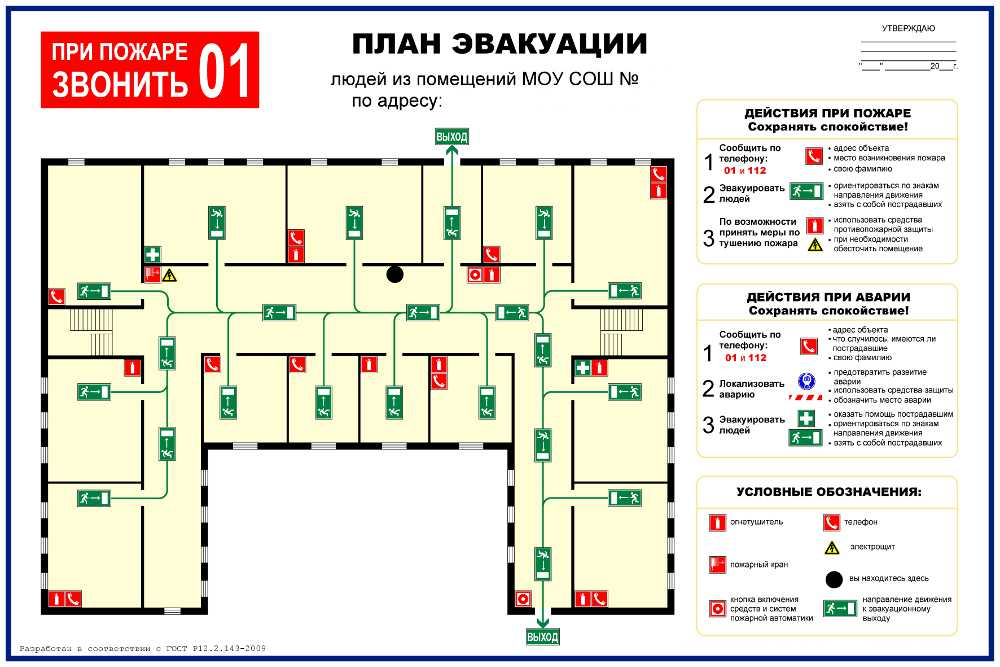 ПРИ ПОЖАРЕ
ЗВОНИТЬ 01
ПЛАН ЭВАКУАЦИИ
людей из помещений МОУ СОШ №
по адресу:
УТВЕРЖДАЮ
"___" ____________20___г.
ВЫХОД
ДЕЙСТВИЯ ПРИ ПОЖАРЕ
Сохранять спокойствие!
1 Сообщить по
телефону:
01 и 112
• адрес объекта
• место возникновения пожара
• свою фамилию
2 Эвакуировать
людей
• ориентироваться по знакам
направления движения
• взять с собой пострадавших
3 По возможности
принять меры по
тушению пожара
• использовать средства
противопожарной защиты
• при необходимости
обесточить помещение
ДЕЙСТВИЯ ПРИ АВАРИИ
Сохранять спокойствие!
1 Сообщить по
телефону:
01 и 112
• адрес объекта
• что случилось, имеются ли
пострадавшие
• свою фамилию
2 Локализовать
аварию
• предотвратить развитие
аварии
• использовать средства защиты
• обозначить место аварии
3 Эвакуировать
людей
• оказать помощь пострадавшим
• ориентироваться по знакам
направления движения
• взять с собой пострадавших
УСЛОВНЫЕ ОБОЗНАЧЕНИЯ:
огнетушитель
телефон
электрощит
пожарный кран
вы находитесь здесь
кнопка включения
средств и систем
пожарной автоматики
направление движения
к эвакуационному
выходу
ВЫХОД
Разработан в соответствии с ГОСТ Р12.2.143-2009